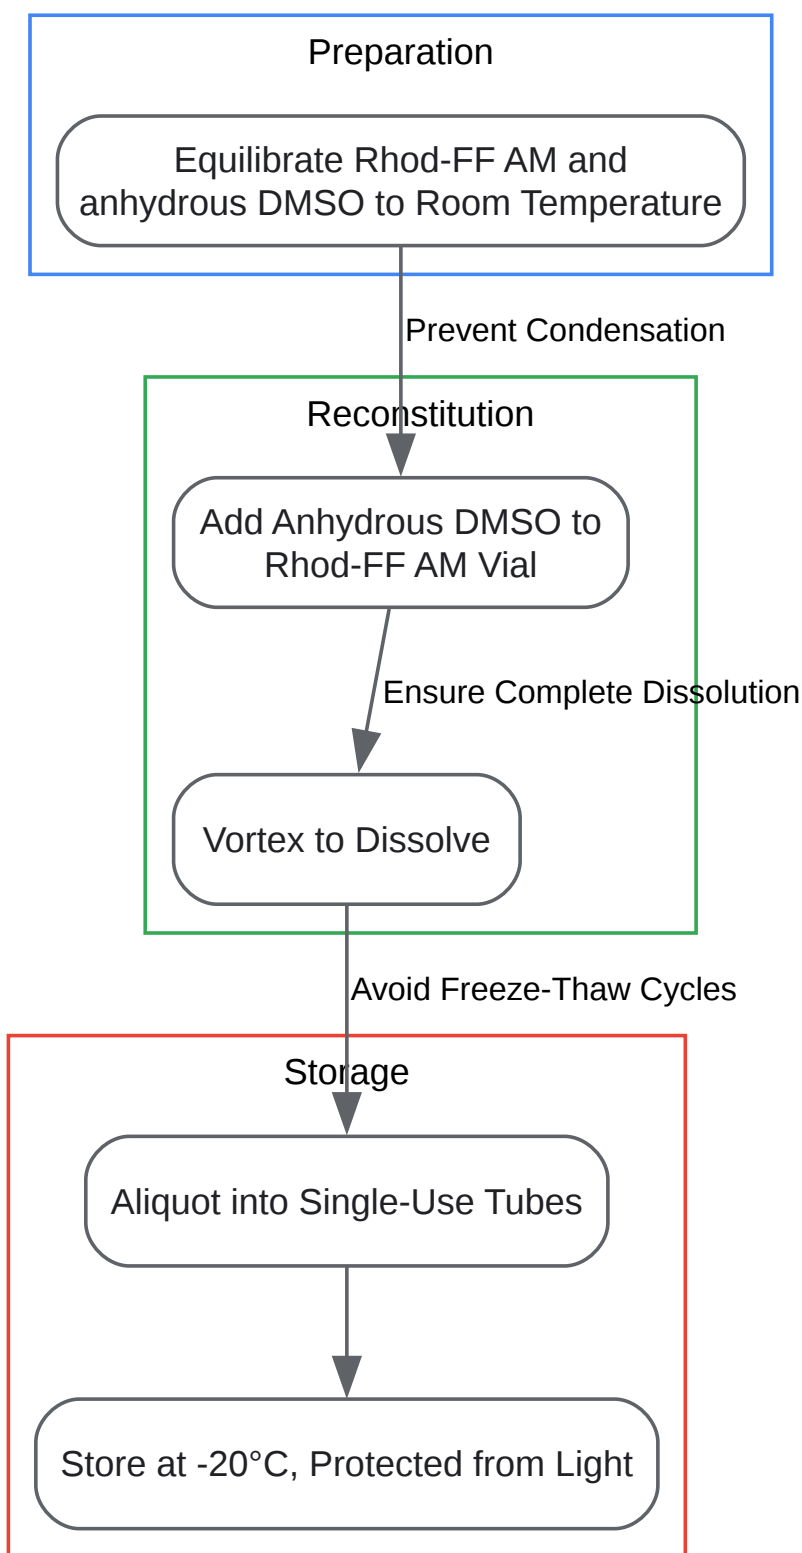 Preparation
Equilibrate Rhod-FF AM and
anhydrous DMSO to Room Temperature
Prevent Condensation
Reconstitution
Add Anhydrous DMSO to
Rhod-FF AM Vial
Ensure Complete Dissolution
Vortex to Dissolve
Avoid Freeze-Thaw Cycles
Storage
Aliquot into Single-Use Tubes
Store at -20°C, Protected from Light